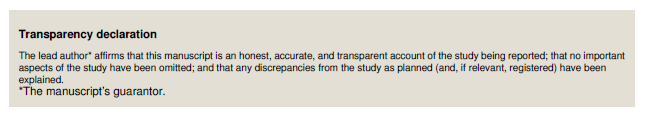 Transparency declaration
The lead author* affirms that this manuscript is an honest, accurate, and transparent account of the study being reported; that no important
aspects of the study have been omitted; and that any discrepancies from the study as planned (and, if relevant, registered) have been
explained.
*The manuscript's guarantor.